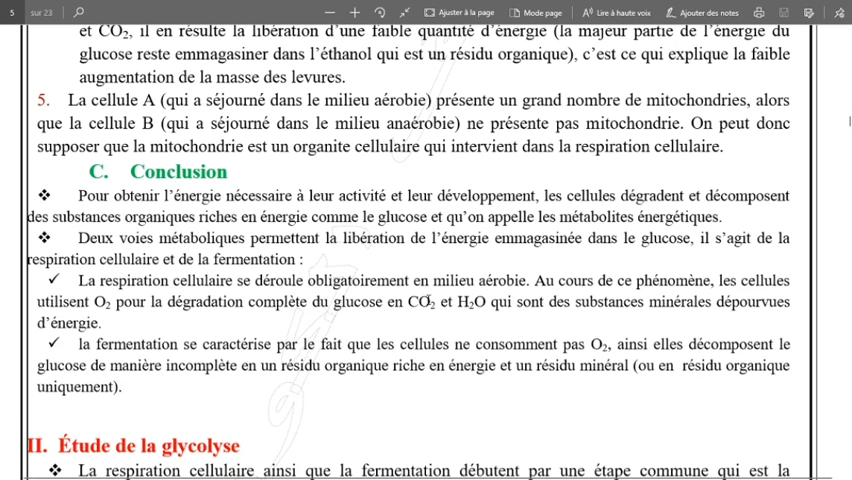 5 sur 23 Ajuster à la page Mode page Lire à haute voix Ajouter des notes
et CO₂, il en résulte la libération d'une faible quantité d'énergie (la majeur partie de l'énergie du
glucose reste emmagasiner dans l'éthanol qui est un résidu organique), c'est ce qui explique la faible
augmentation de la masse des levures.
5. La cellule A (qui a séjourné dans le milieu aérobie) présente un grand nombre de mitochondries, alors
que la cellule B (qui a séjourné dans le milieu anaérobie) ne présente pas mitochondrie. On peut donc
supposer que la mitochondrie est un organite cellulaire qui intervient dans la respiration cellulaire.
C. Conclusion
❖ Pour obtenir l'énergie nécessaire à leur activité et leur développement, les cellules dégradent et décomposent
des substances organiques riches en énergie comme le glucose et qu'on appelle les métabolites énergétiques.
❖ Deux voies métaboliques permettent la libération de l'énergie emmagasinée dans le glucose, il s'agit de la
respiration cellulaire et de la fermentation :
✓ La respiration cellulaire se déroule obligatoirement en milieu aérobie. Au cours de ce phénomène, les cellules
utilisent O₂ pour la dégradation complète du glucose en CO₂ et H₂O qui sont des substances minérales dépourvues
d'énergie.
✓ la fermentation se caractérise par le fait que les cellules ne consomment pas O₂, ainsi elles décomposent le
glucose de manière incomplète en un résidu organique riche en énergie et un résidu minéral (ou en résidu organique
uniquement).
II. Étude de la glycolyse
❖ La respiration cellulaire ainsi que la fermentation débutent par une étape commune qui est la